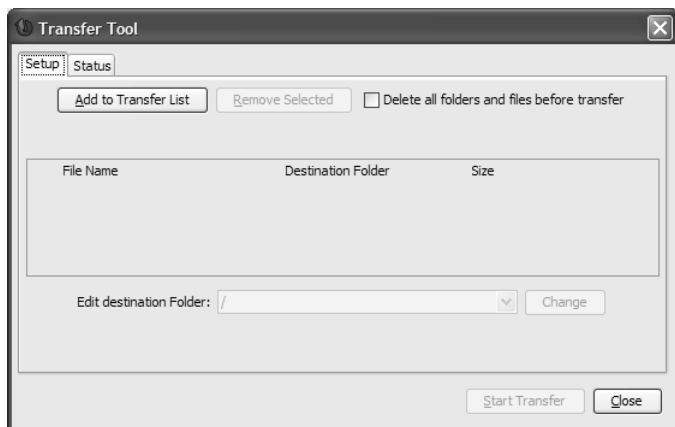 Transfer Tool
Setup Status
Add to Transfer List Remove Selected Delete all folders and files before transfer
File Name Destination Folder Size
Edit destination Folder: / Change
Start Transfer Close